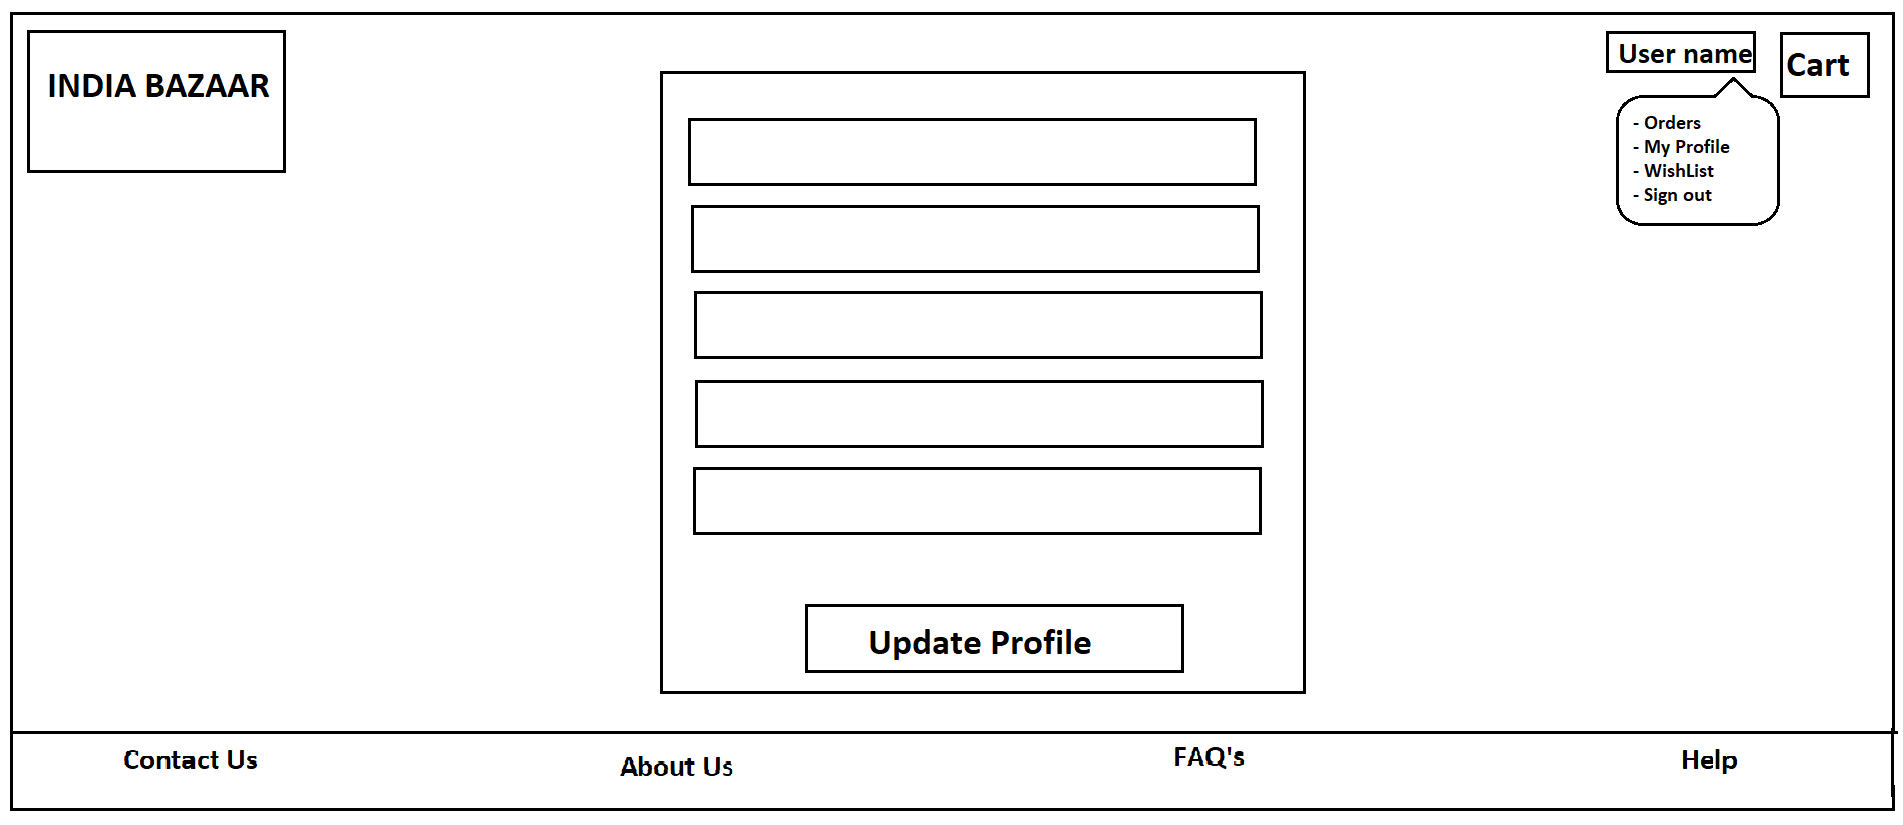 INDIA BAZAAR
User name
Cart
- Orders
- My Profile
- WishList
- Sign out
Update Profile
Contact Us
About Us
FAQ's
Help